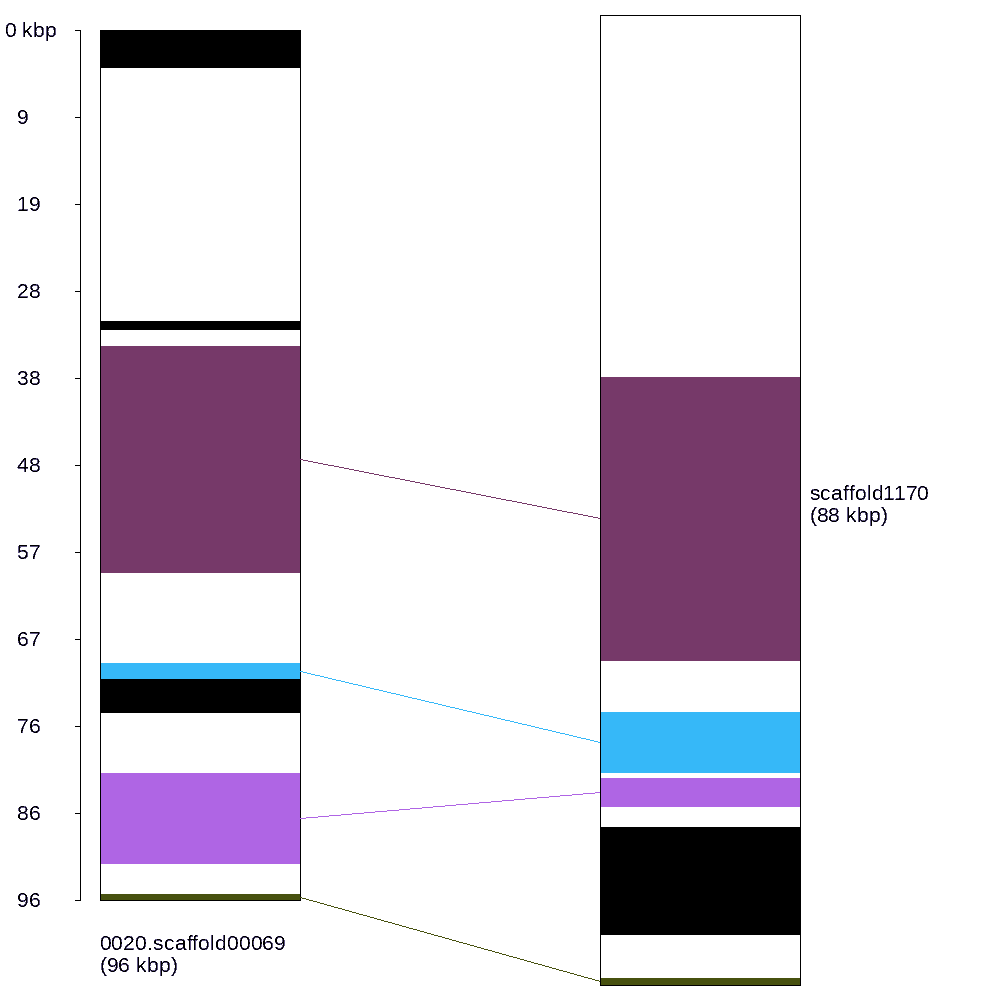 0 kbp
9
19
28
38
48
57
67
76
86
96
scaffold1170
(88 kbp)
0020.scaffold00069
(96 kbp)